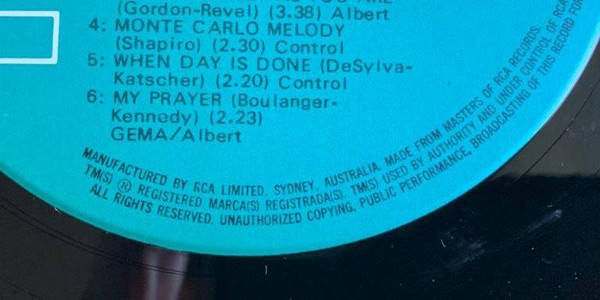 (Gordon-Revel) (3.38) Albert
4: MONTE CARLO MELODY
(Shapiro) (2.30) Control
5: WHEN DAY IS DONE (DeSylva-
Katscher) (2.20) Control
6: MY PRAYER (Boulanger-
Kennedy) (2.23)
GEMA/Albert
MANUFACTURED BY RCA LIMITED, SYDNEY, AUSTRALIA. MADE FROM MASTERS OF RCA RECORDS.
TM(S) ® REGISTERED MARCA(S) REGISTRADA(S). TM(S) USED BY AUTHORITY AND UNDER CONTROL OF RCA
ALL RIGHTS RESERVED. UNAUTHORIZED COPYING, PUBLIC PERFORMANCE, BROADCASTING OF THIS RECORD FOR